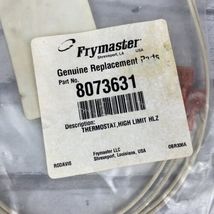 Frymaster
Shreveport, LA USA
Genuine Replacement Parts
Part No.
8073631
Description:
THERMOSTAT,HIGH LIMIT HLZ
Frymaster LLC
Shreveport, Louisiana, USA
RODAVIS